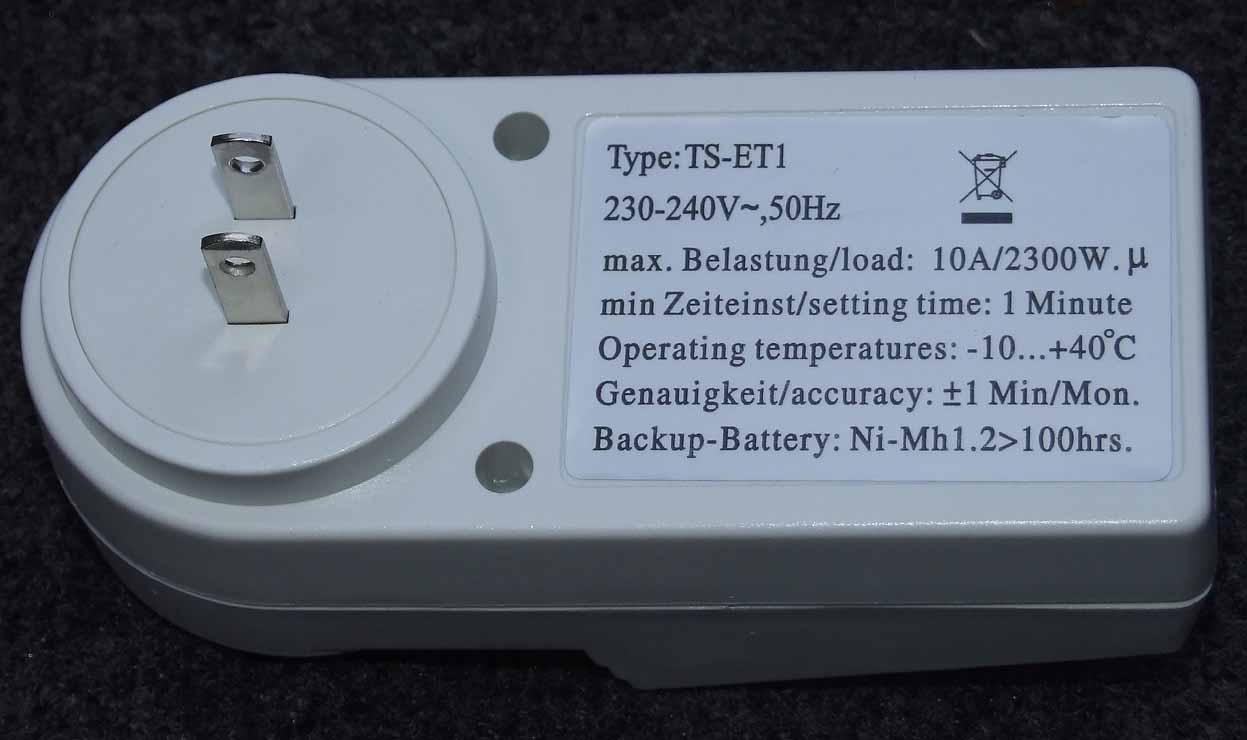 Type:TS-ET1
230-240V~,50Hz
max. Belastung/load: 10A/2300W. µ
min Zeiteinst/setting time: 1 Minute
Operating temperatures: -10...+40°C
Genauigkeit/accuracy: ±1 Min/Mon.
Backup-Battery: Ni-Mh1.2>100hrs.